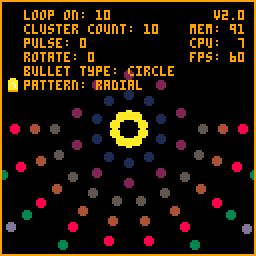 LOOP ON: 10 V2.0
CLUSTER COUNT: 10 MEM: 91
PULSE: 0 CPU: 7
ROTATE: 0 FPS: 60
BULLET TYPE: CIRCLE
PATTERN: RADIAL